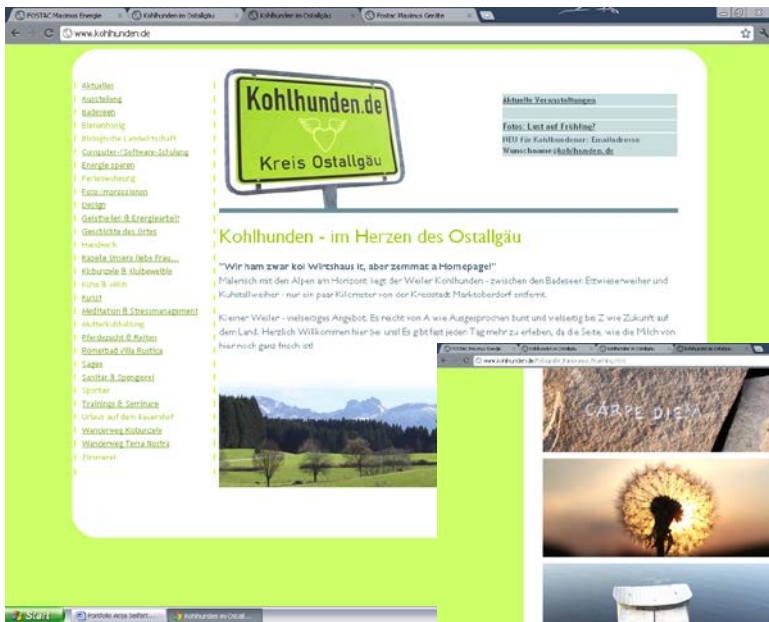 FOSTAC Maximus Energie
Kohlhunden im Ostallgäu
Kohlhunden im Ostallgäu
Fostac Maximus Geräte
www.kohlhunden.de
Aktuelles
Ausstellung
Badeseen
Bienenhonig
Biologische Landwirtschaft
Computer-/Software-Schulung
Energie sparen
Ferienwohnung
Foto/Impressionen
Design
Geistheilen & Energiearbeit
Geschichte des Ortes
Handwerk
Kapelle Unsere liebe Frau...
Kloburzele & Klubweible
Kühe & Milch
Kunst
Meditation & Stressmanagement
Mutterkuhhaltung
Pferdezucht & Reiten
Römerbad Villa Rustica
Sagen
Sanitär & Spenglerei
Sportler
Trainings & Seminare
Urlaub auf dem Bauernhof
Wanderweg Kloburzele
Wanderweg Terra Nostra
Zimmerei
Kohlhunden.de
Kreis Ostallgäu
Aktuelle Veranstaltungen
Fotos: Lust auf Frühling?
NEU für Kohlhundener: Emailadresse
Wunschname@kohlhunden.de
Kohlhunden - im Herzen des Ostallgäu
"Wir ham zwar koi Wirtshaus it, aber zemmat a Homepage!"
Malerisch mit den Alpen am Horizont liegt der Weiler Kohlhunden - zwischen den Badeseen Ettwieserweiher und
Kuhstallweiher - nur ein paar Kilometer von der Kreisstadt Marktoberdorf entfernt.
Kleiner Weiler - vielseitiges Angebot. Es reicht von A wie Ausgesprochen bunt und vielseitig bis Z wie Zukunft auf
dem Land. Herzlich Willkommen hier bei uns! Es gibt fast jeden Tag mehr zu erleben, da die Seite, wie die Milch von
hier noch ganz frisch ist!
www.kohlhunden.de
CARPE DIEM
Start
Portfolio Anja Seifert...
Kohlhunden im Ostall...